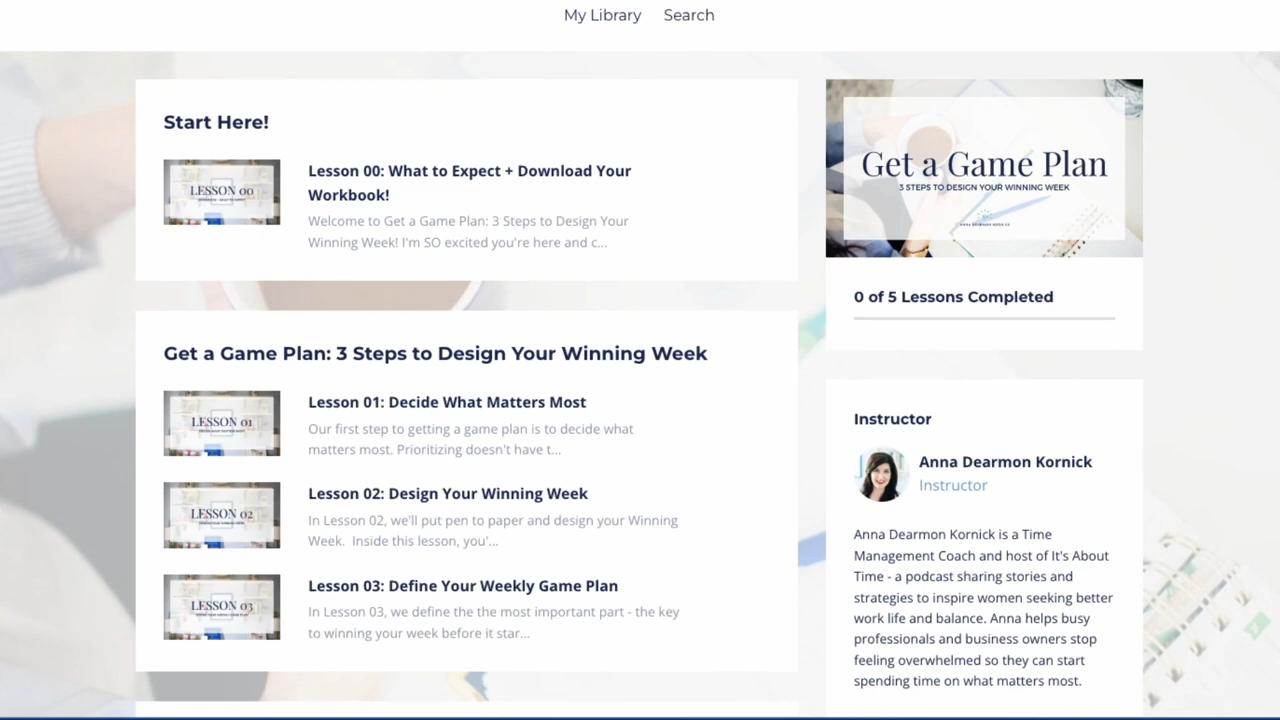 My Library Search
Start Here!
LESSON 00
Lesson 00: What to Expect + Download Your
Workbook!
Welcome to Get a Game Plan: 3 Steps to Design Your
Winning Week! I'm SO excited you're here and c...
Get a Game Plan: 3 Steps to Design Your Winning Week
LESSON 01
Lesson 01: Decide What Matters Most
Our first step to getting a game plan is to decide what
matters most. Prioritizing doesn't have t...
LESSON 02
Lesson 02: Design Your Winning Week
In Lesson 02, we'll put pen to paper and design your Winning
Week.  Inside this lesson, you'...
LESSON 03
Lesson 03: Define Your Weekly Game Plan
In Lesson 03, we define the the most important part - the key
to winning your week before it star...
Get a Game Plan
3 STEPS TO DESIGN YOUR WINNING WEEK
0 of 5 Lessons Completed
Instructor
Anna Dearmon Kornick
Instructor
Anna Dearmon Kornick is a Time
Management Coach and host of It's About
Time - a podcast sharing stories and
strategies to inspire women seeking better
work life and balance. Anna helps busy
professionals and business owners stop
feeling overwhelmed so they can start
spending time on what matters most.